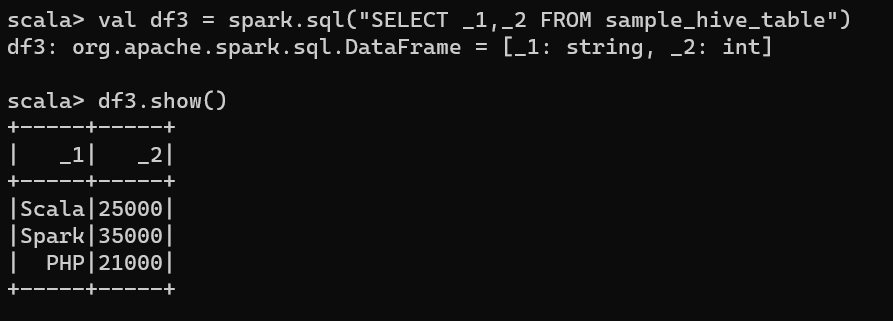 scala> val df3 = spark.sql("SELECT _1,_2 FROM sample_hive_table")
df3: org.apache.spark.sql.DataFrame = [_1: string, _2: int]

scala> df3.show()
+-----+-----+
|   _1|   _2|
+-----+-----+
|Scala|25000|
|Spark|35000|
|  PHP|21000|
+-----+-----+